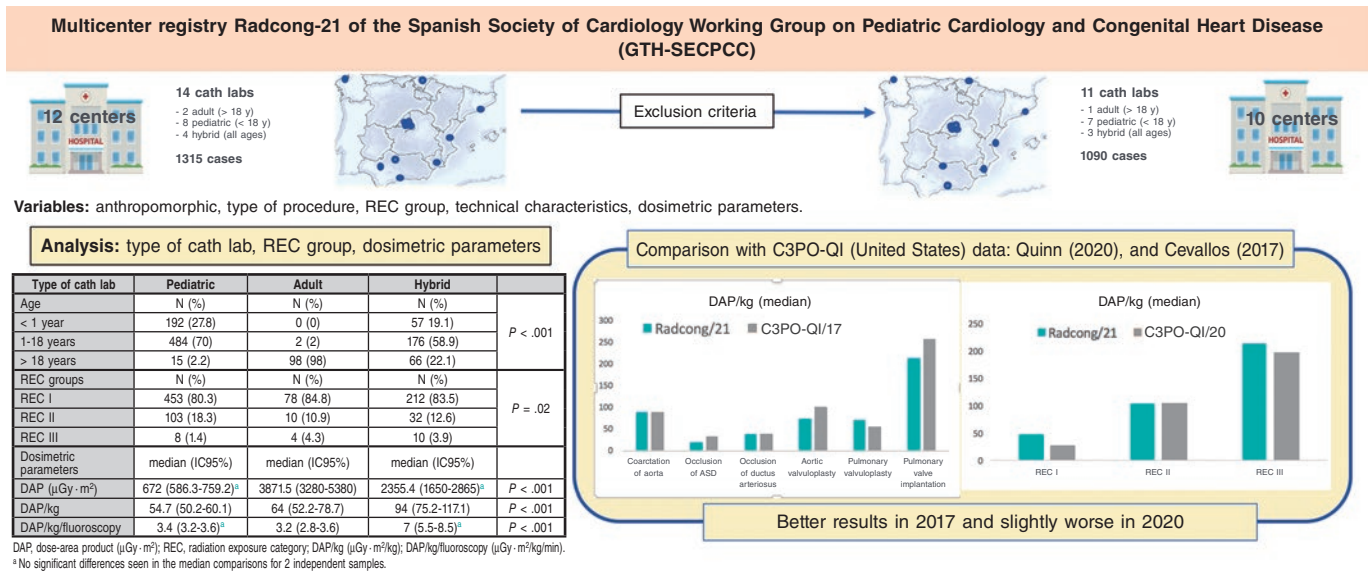 Multicenter registry Radcong-21 of the Spanish Society of Cardiology Working Group on Pediatric Cardiology and Congenital Heart Disease
(GTH-SECPCC)
12 centers
HOSPITAL
14 cath labs
- 2 adult (> 18 y)
- 8 pediatric (< 18 y)
- 4 hybrid (all ages)
1315 cases
Exclusion criteria
11 cath labs
- 1 adult (> 18 y)
- 7 pediatric (< 18 y)
- 3 hybrid (all ages)
1090 cases
10 centers
HOSPITAL
Variables: anthropomorphic, type of procedure, REC group, technical characteristics, dosimetric parameters.
Analysis: type of cath lab, REC group, dosimetric parameters
Type of cath lab Pediatric Adult Hybrid
Age N (%) N (%) N (%)
< 1 year 192 (27.8) 0 (0) 57 19.1)
P < .001
1-18 years 484 (70) 2 (2) 176 (58.9)
> 18 years 15 (2.2) 98 (98) 66 (22.1)
REC groups N (%) N (%) N (%)
REC I 453 (80.3) 78 (84.8) 212 (83.5)
P = .02
REC II 103 (18.3) 10 (10.9) 32 (12.6)
REC III 8 (1.4) 4 (4.3) 10 (3.9)
Dosimetric
parameters median (IC95%) median (IC95%) median (IC95%)
DAP (μGy·m²) 672 (586.3-759.2)ᵃ 3871.5 (3280-5380) 2355.4 (1650-2865)ᵃ P < .001
DAP/kg 54.7 (50.2-60.1) 64 (52.2-78.7) 94 (75.2-117.1) P < .001
DAP/kg/fluoroscopy 3.4 (3.2-3.6)ᵃ 3.2 (2.8-3.6) 7 (5.5-8.5)ᵃ P < .001
DAP, dose-area product (μGy·m²); REC, radiation exposure category; DAP/kg (μGy·m²/kg); DAP/kg/fluoroscopy (μGy·m²/kg/min).
ᵃ No significant differences seen in the median comparisons for 2 independent samples.
Comparison with C3PO-QI (United States) data: Quinn (2020), and Cevallos (2017)
DAP/kg (median)
Radcong/21 C3PO-QI/17
300
250
200
150
100
50
0
Coarctation of aorta
Occlusion of ASD
Occlusion of ductus arteriosus
Aortic valvuloplasty
Pulmonary valvuloplasty
Pulmonary valve implantation
DAP/kg (median)
Radcong/21 C3PO-QI/20
250
200
150
100
50
0
REC I REC II REC III
Better results in 2017 and slightly worse in 2020